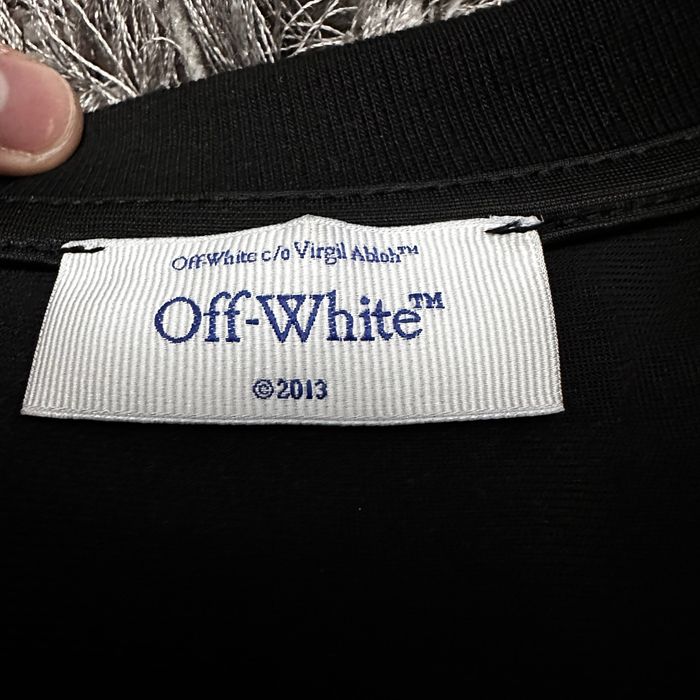 Off-White c/o Virgil Abloh™
Off-White™
©2013